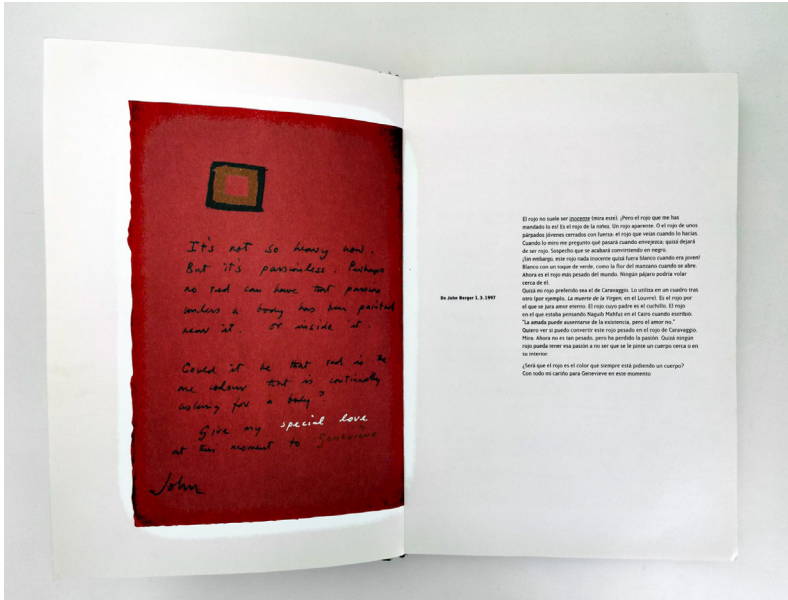 It's not so heavy now.
But it's passionless. Perhaps
no red can have that passion
unless a body has been painted
near it. or inside it.
Could it be that red is the
one colour that is continually
asking for a body?
Give my special love
at this moment to Genevieve
John
De John Berger 1. 3. 1997
El rojo no suele ser inocente (mira este). ¡Pero el rojo que me has
mandado lo es! Es el rojo de la niñez. Un rojo aparente. O el rojo de unos
párpados jóvenes cerrados con fuerza: el rojo que veías cuando lo hacías.
Cuando lo miro me pregunto qué pasará cuando envejezca; quizá dejará
de ser rojo. Sospecho que se acabará convirtiendo en negro.
¡Sin embargo, este rojo nada inocente quizá fuera blanco cuando era joven!
Blanco con un toque de verde, como la flor del manzano cuando se abre.
Ahora es el rojo más pesado del mundo. Ningún pájaro podría volar
cerca de él.
Quizá mi rojo preferido sea el de Caravaggio. Lo utiliza en un cuadro tras
otro (por ejemplo, La muerte de la Virgen, en el Louvre). Es el rojo por
el que se jura amor eterno. El rojo cuyo padre es el cuchillo. El rojo
en el que estaba pensando Naguib Mahfuz en el Cairo cuando escribió:
"La amada puede ausentarse de la existencia, pero el amor no."
Quiero ver si puedo convertir este rojo pesado en el rojo de Caravaggio.
Mira. Ahora no es tan pesado, pero ha perdido la pasión. Quizá ningún
rojo pueda tener esa pasión a no ser que se le pinte un cuerpo cerca o en
su interior.
¿Será que el rojo es el color que siempre está pidiendo un cuerpo?
Con todo mi cariño para Genevieve en este momento